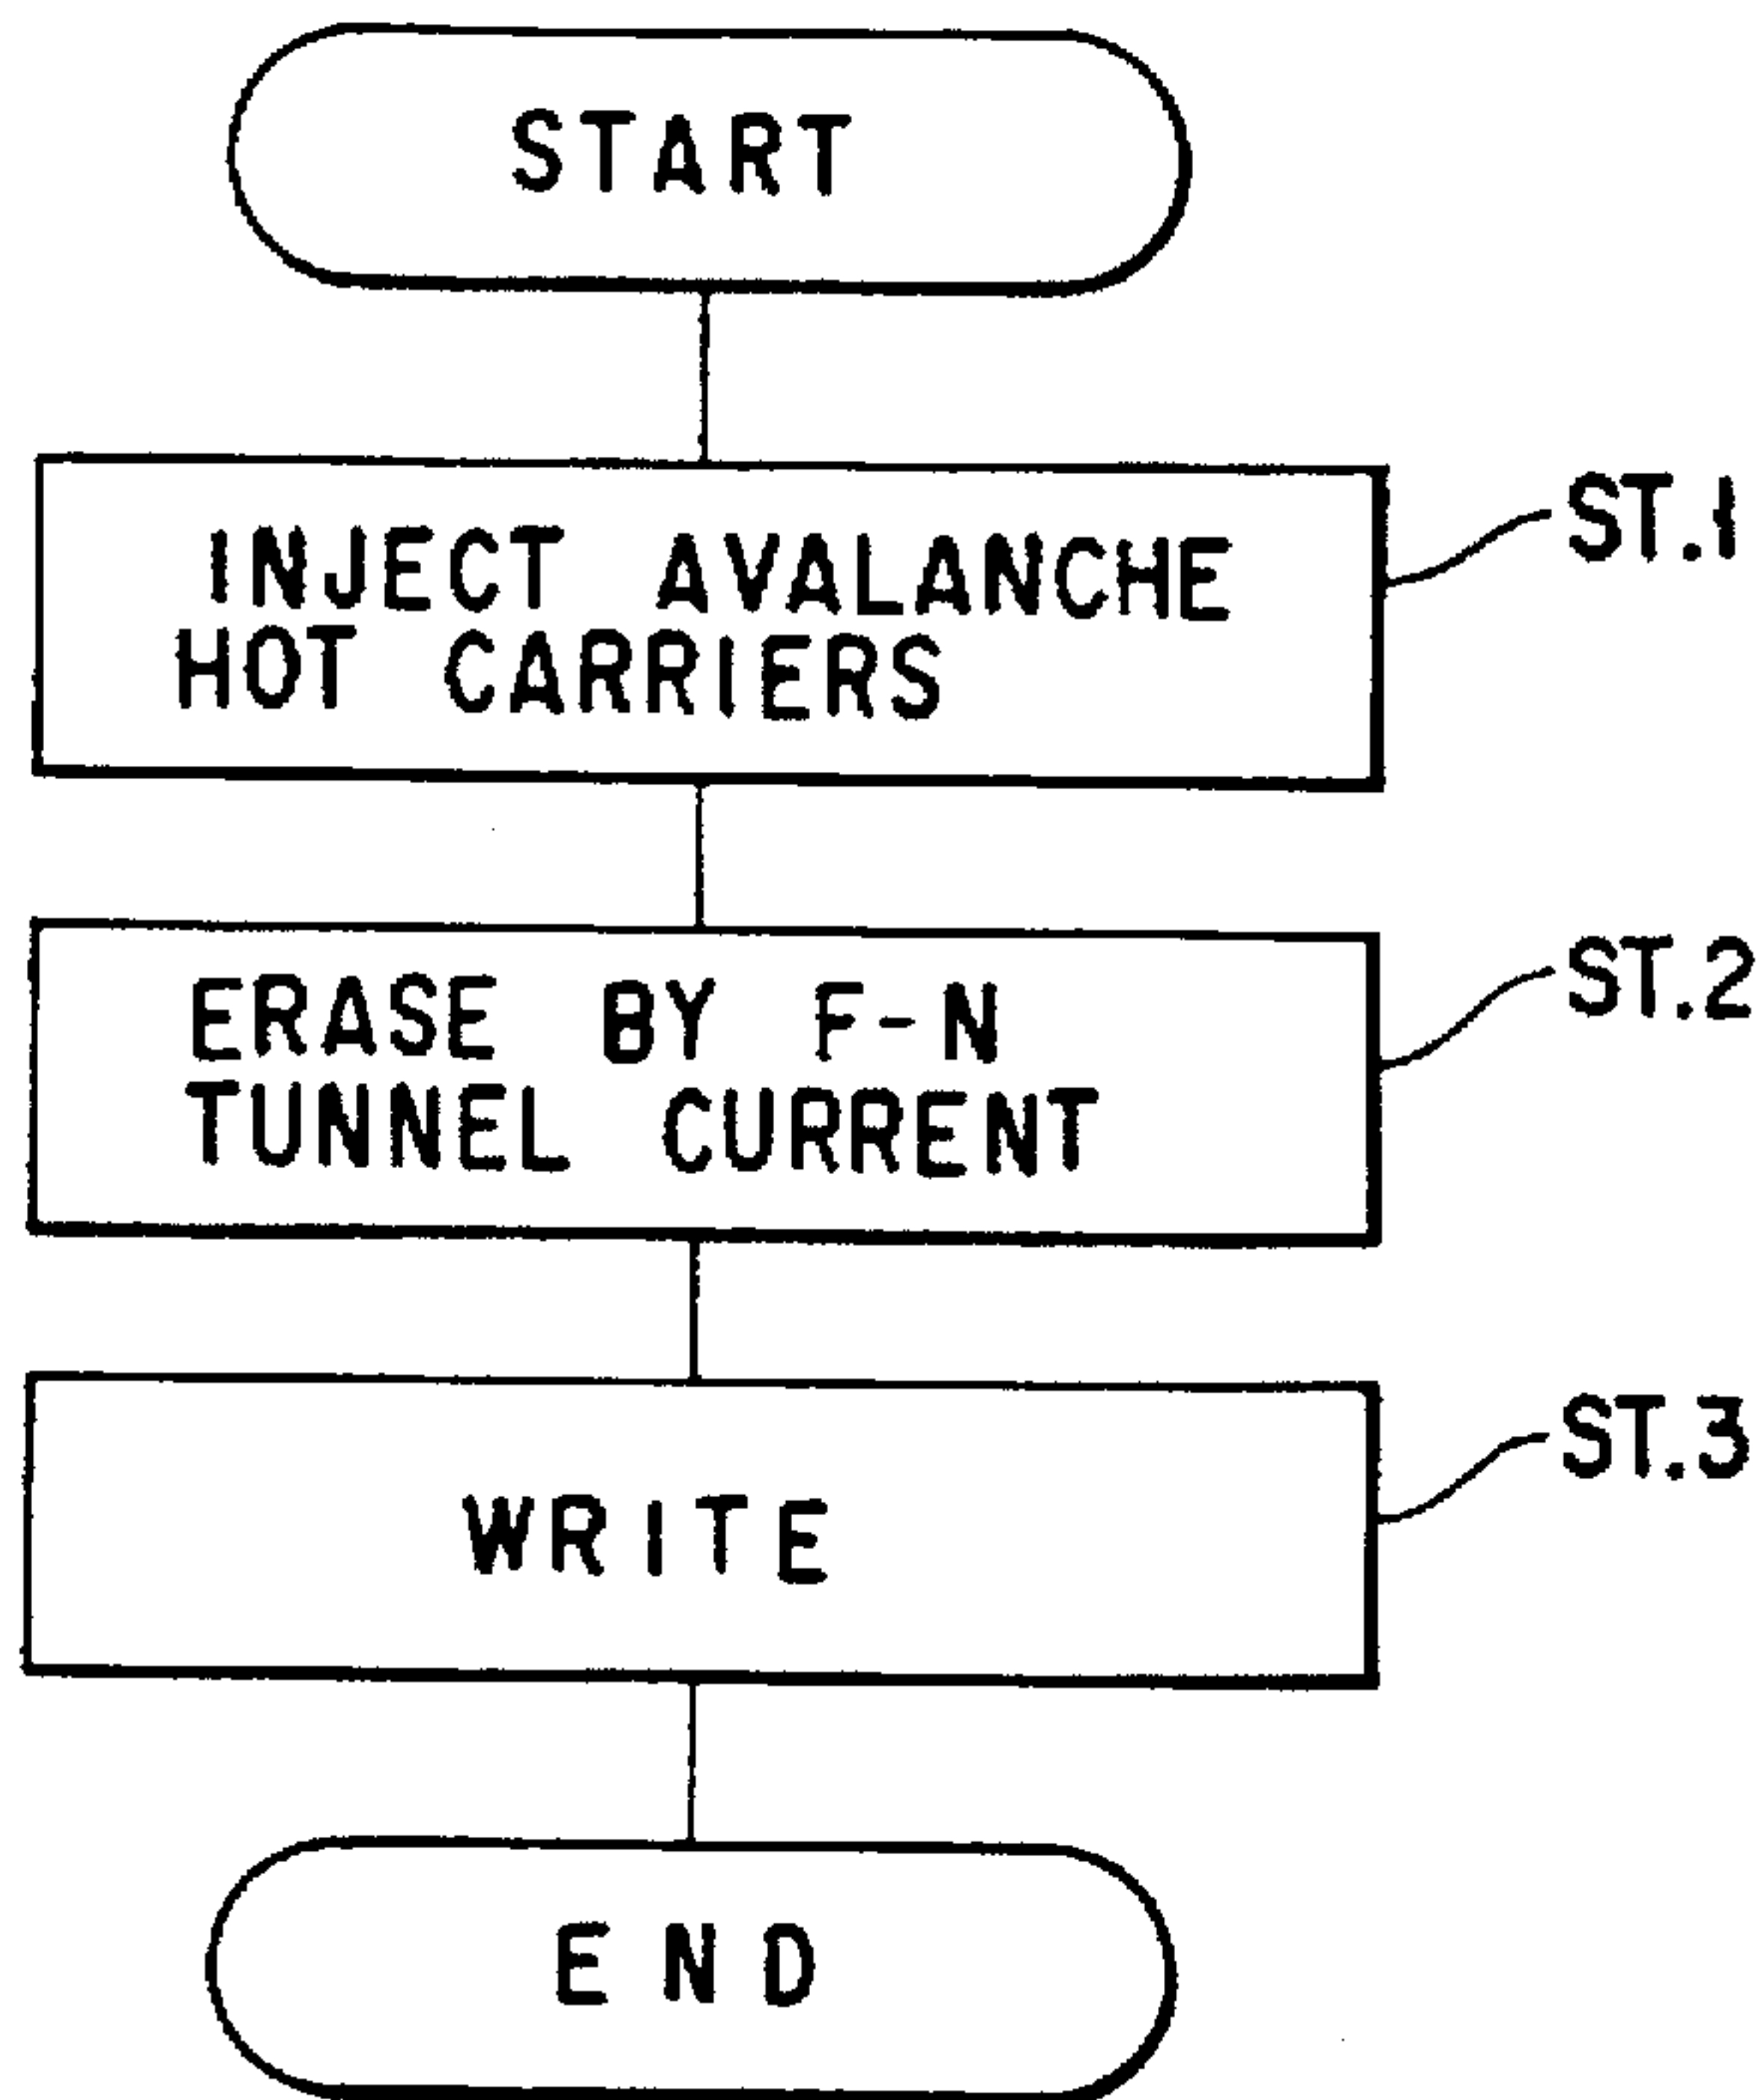 START
INJECT AVALANCHE
HOT CARRIERS
ST.1
ERASE BY F-N
TUNNEL CURRENT
ST.2
WRITE
ST.3
END